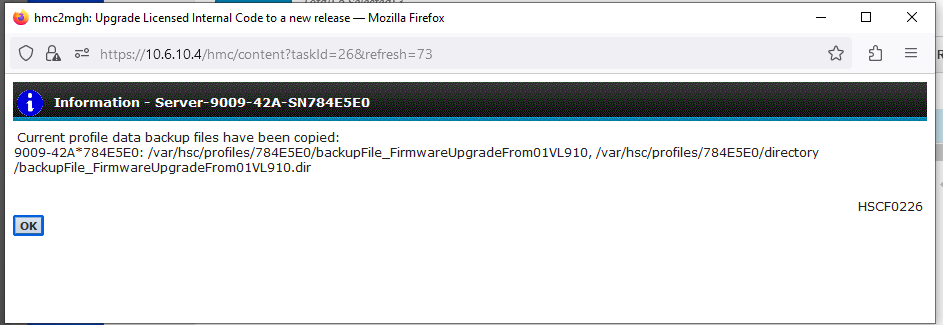 hmc2mgh: Upgrade Licensed Internal Code to a new release — Mozilla Firefox
https://10.6.10.4/hmc/content?taskId=26&refresh=73
Information - Server-9009-42A-SN784E5E0
Current profile data backup files have been copied:
9009-42A*784E5E0: /var/hsc/profiles/784E5E0/backupFile_FirmwareUpgradeFrom01VL910, /var/hsc/profiles/784E5E0/directory
/backupFile_FirmwareUpgradeFrom01VL910.dir
HSCF0226
OK